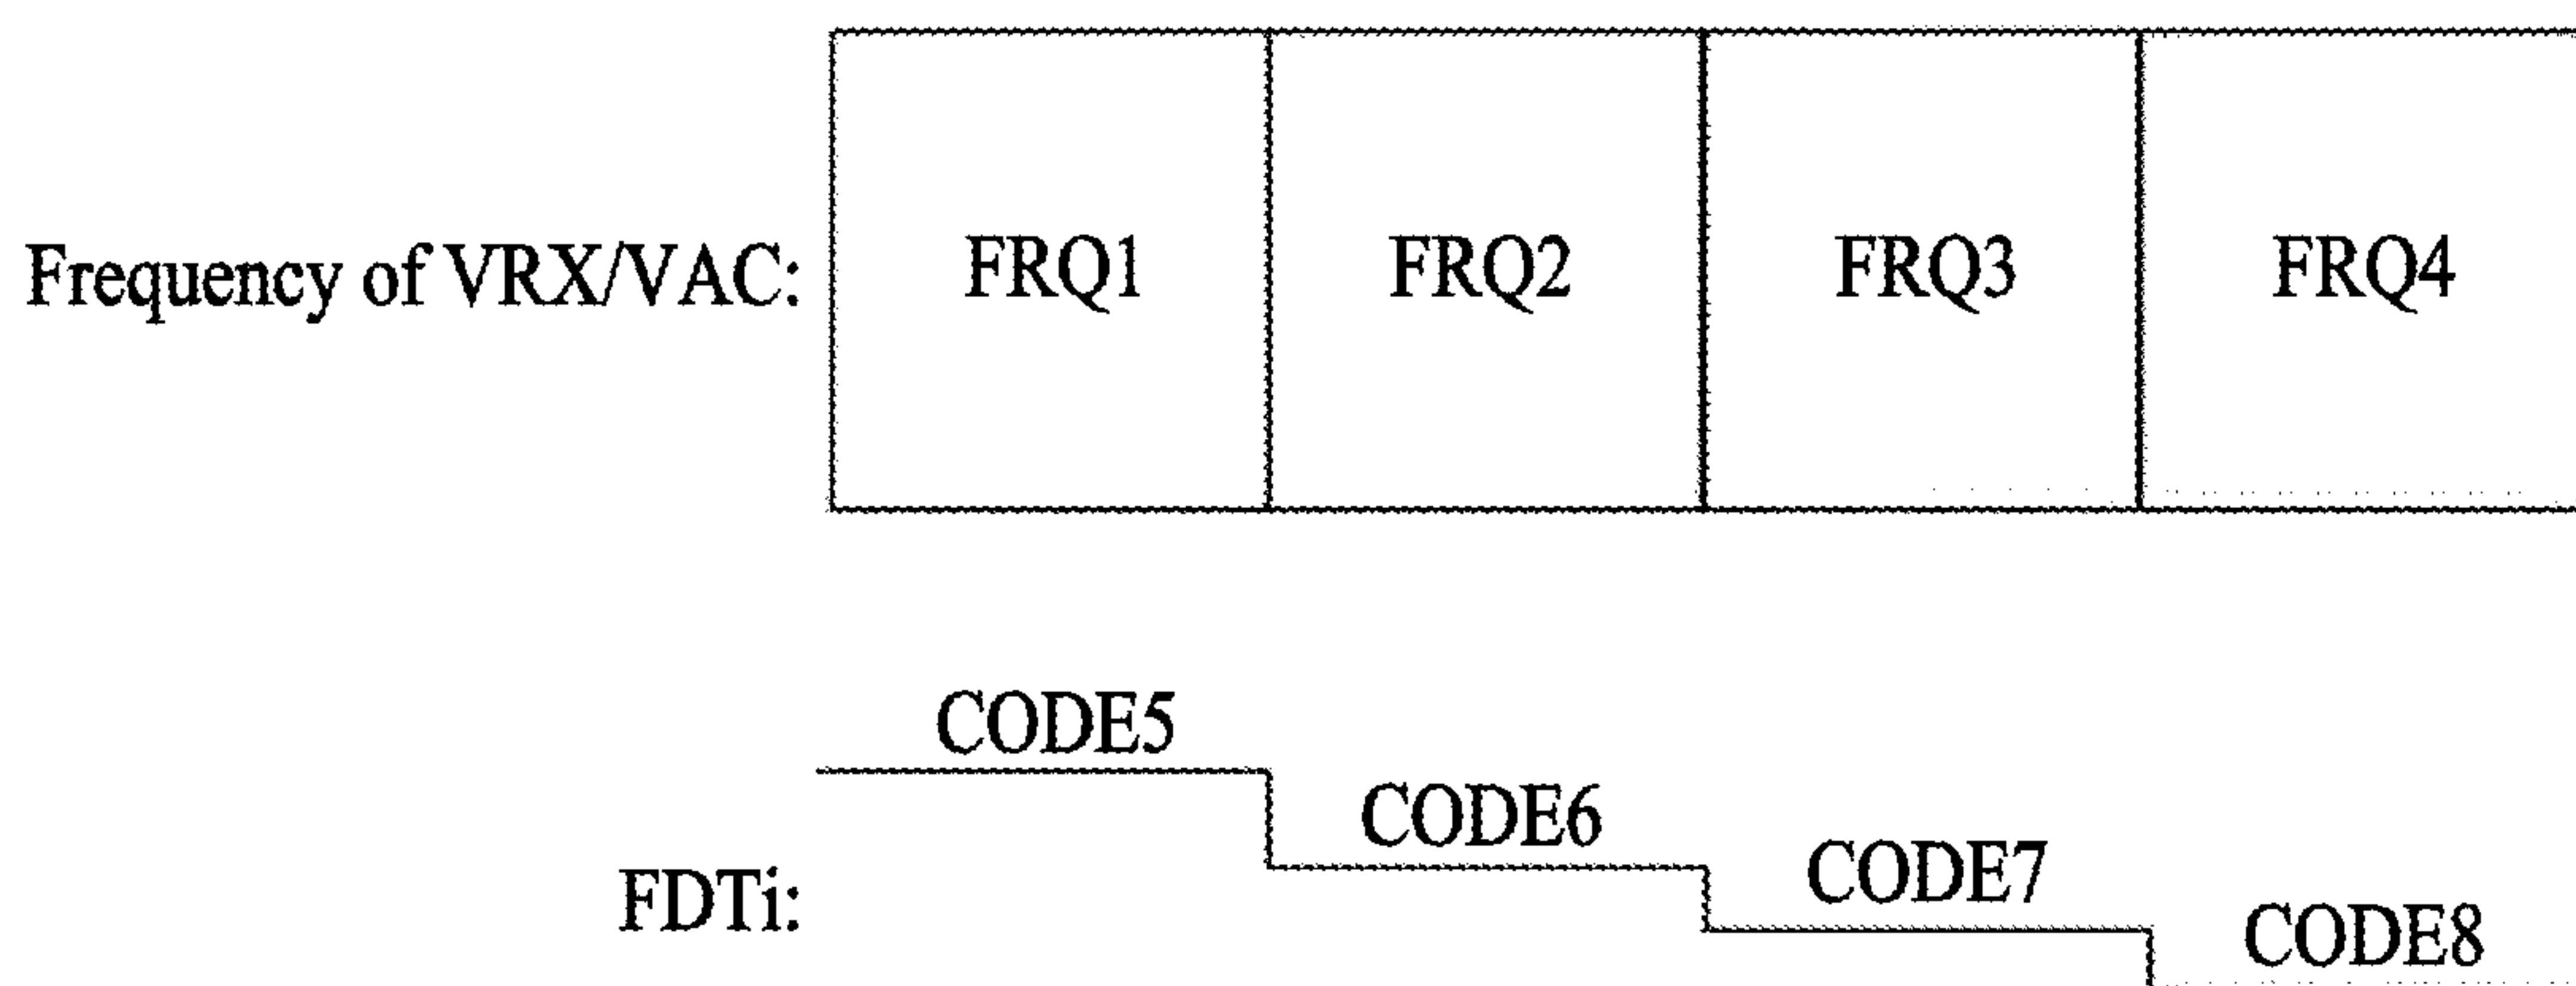 Frequency of VRX/VAC: FRQ1 FRQ2 FRQ3 FRQ4
CODE5
CODE6
CODE7
FDTi:
CODE8